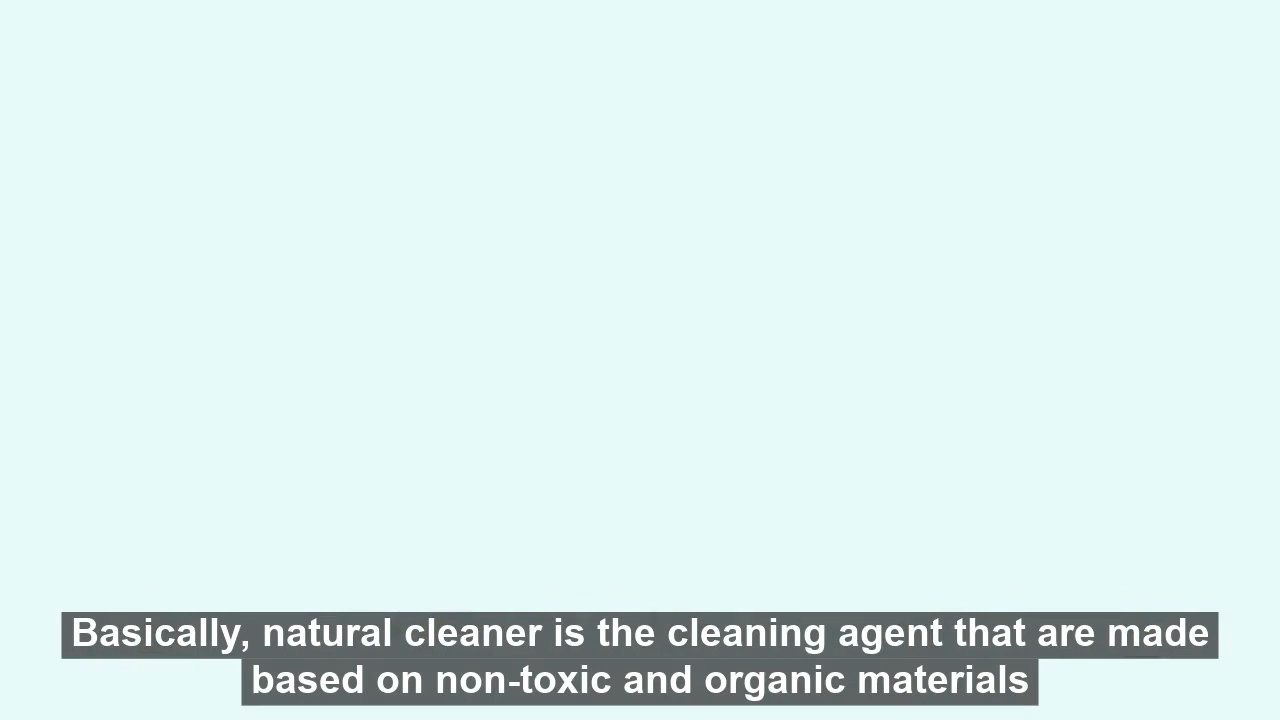 Basically, natural cleaner is the cleaning agent that are made
based on non-toxic and organic materials